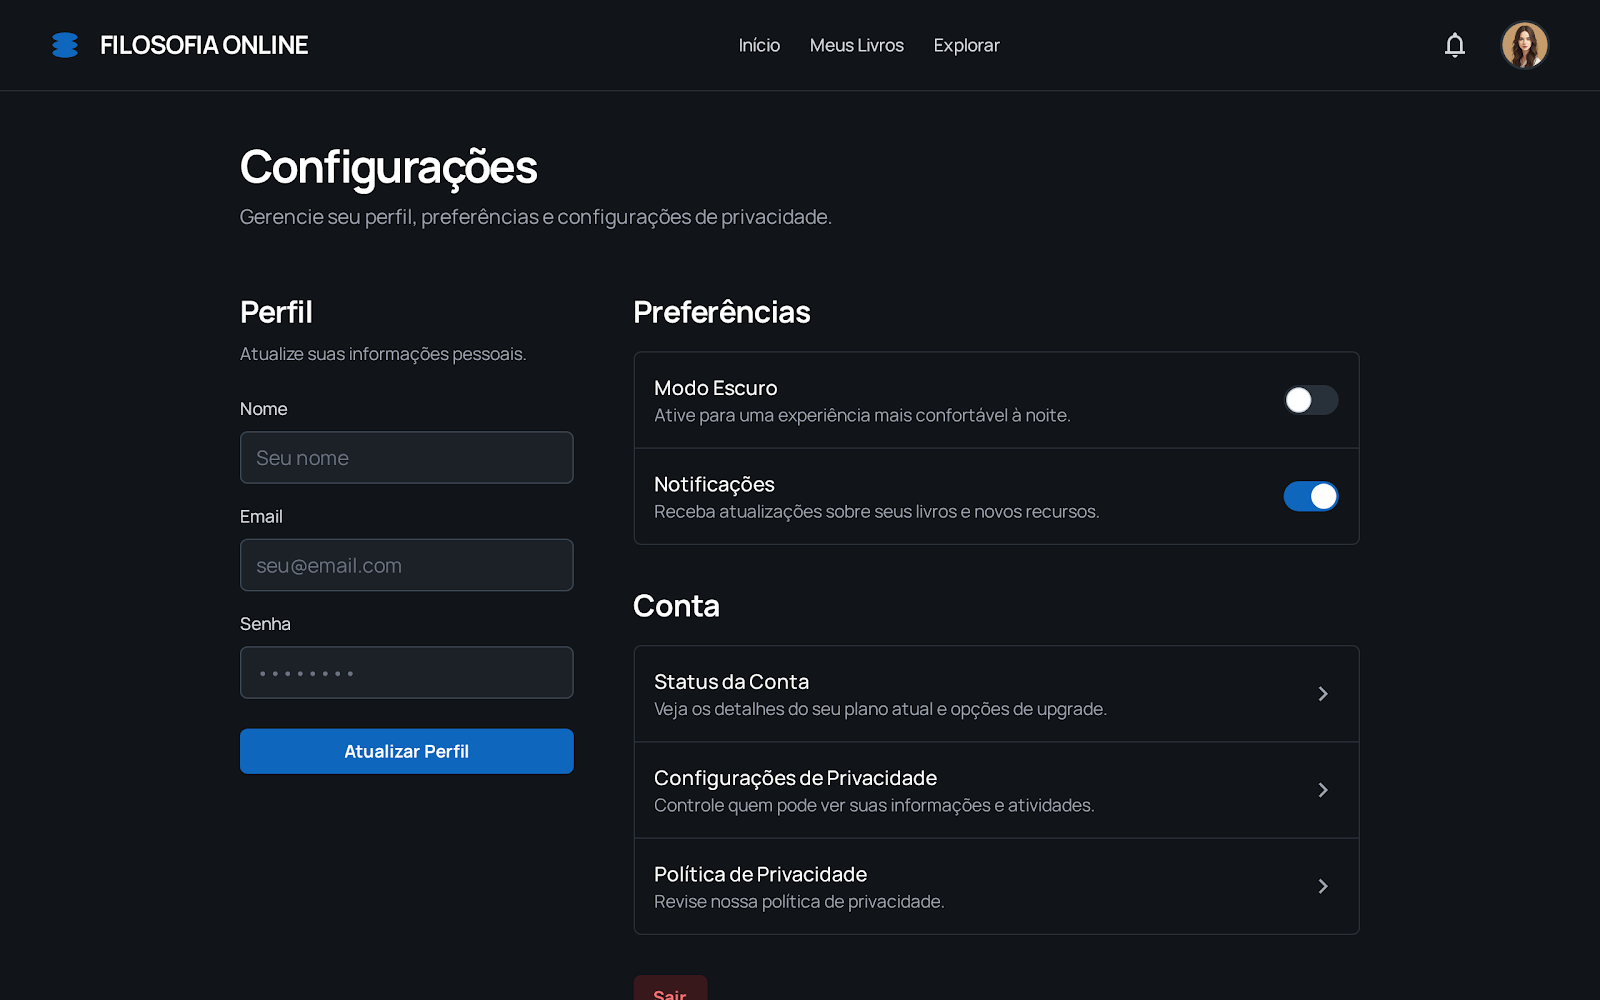 FILOSOFIA ONLINE
Início
Meus Livros
Explorar
Configurações
Gerencie seu perfil, preferências e configurações de privacidade.
Perfil
Atualize suas informações pessoais.
Nome
Seu nome
Email
seu@email.com
Senha
••••••••
Atualizar Perfil
Preferências
Modo Escuro
Ative para uma experiência mais confortável à noite.
Notificações
Receba atualizações sobre seus livros e novos recursos.
Conta
Status da Conta
Veja os detalhes do seu plano atual e opções de upgrade.
Configurações de Privacidade
Controle quem pode ver suas informações e atividades.
Política de Privacidade
Revise nossa política de privacidade.
Sair